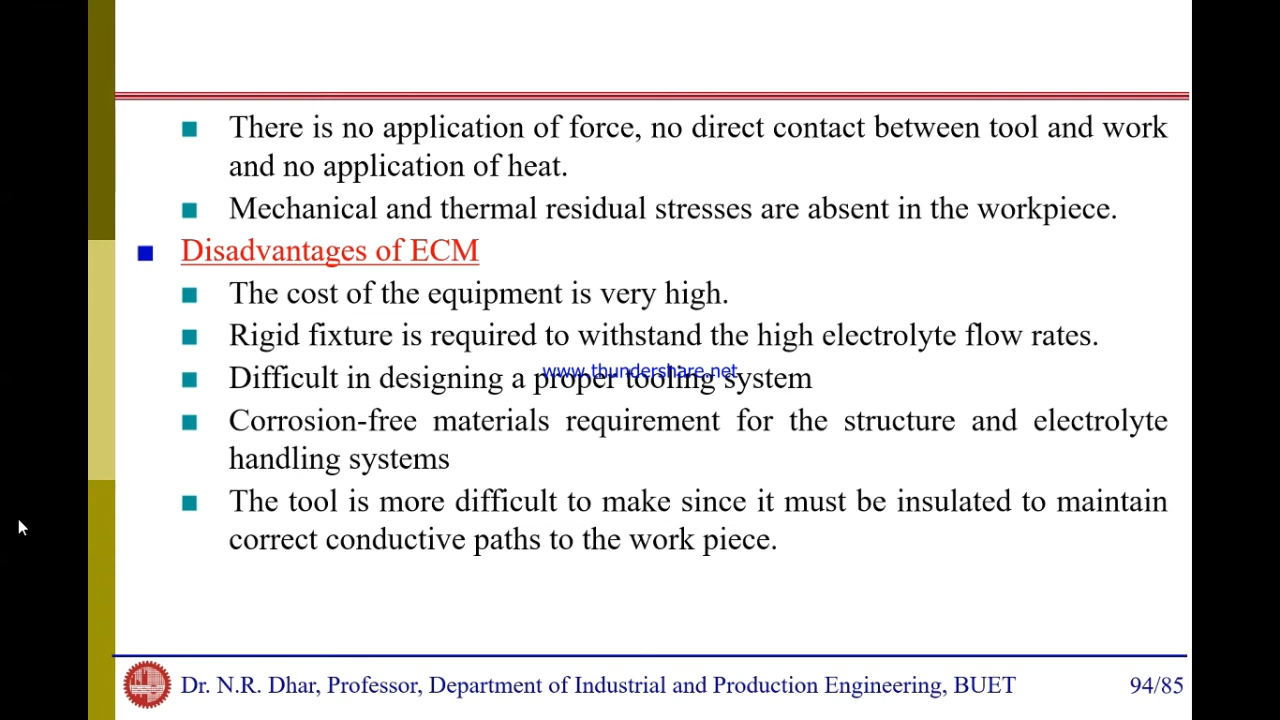 There is no application of force, no direct contact between tool and work
and no application of heat.
Mechanical and thermal residual stresses are absent in the workpiece.
Disadvantages of ECM
The cost of the equipment is very high.
Rigid fixture is required to withstand the high electrolyte flow rates.
www.thundershare.net
Difficult in designing a proper tooling system
Corrosion-free materials requirement for the structure and electrolyte
handling systems
The tool is more difficult to make since it must be insulated to maintain
correct conductive paths to the work piece.
Dr. N.R. Dhar, Professor, Department of Industrial and Production Engineering, BUET 94/85